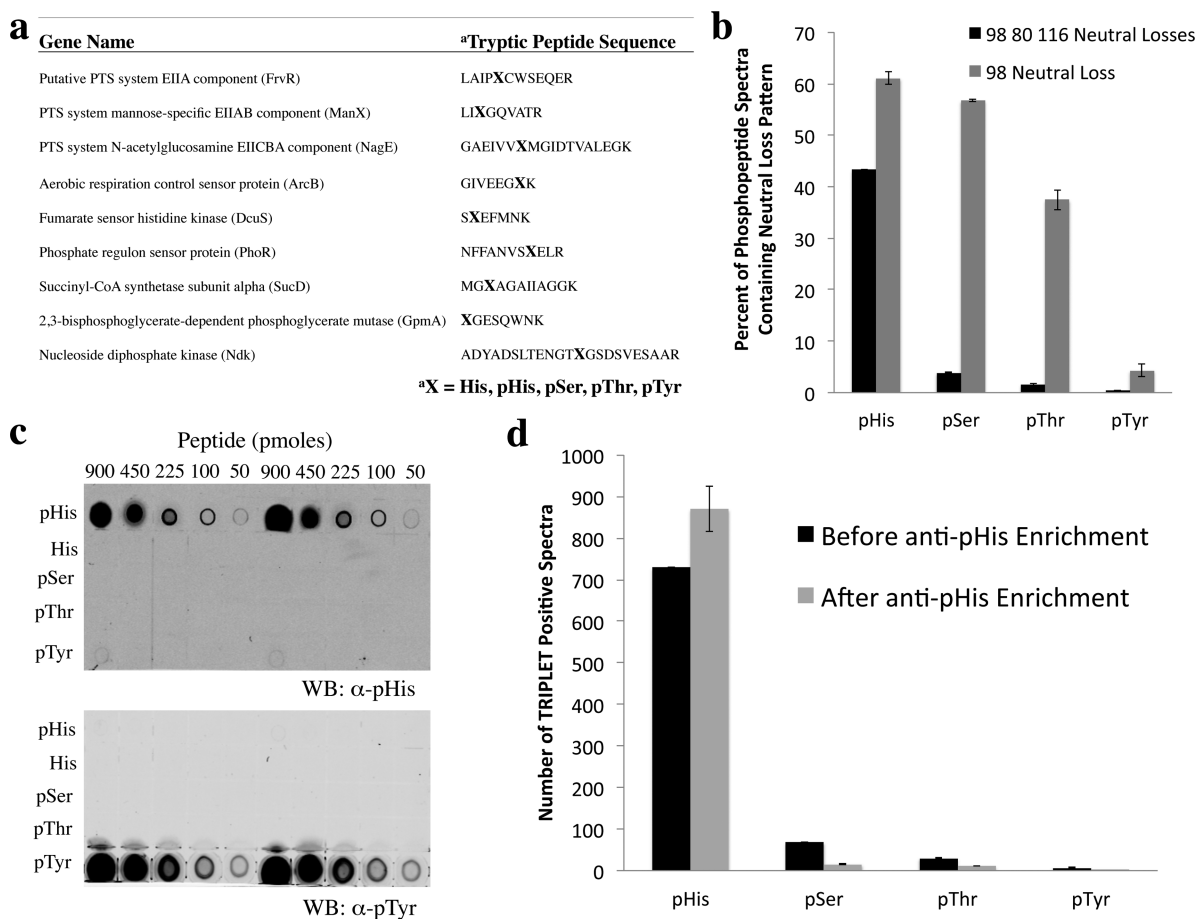 a
Gene Name aTryptic Peptide Sequence
Putative PTS system EIIA component (FrvR) LAIPXCWSEQER
PTS system mannose-specific EIIAB component (ManX) LIXGQVATR
PTS system N-acetylglucosamine EIICBA component (NagE) GAEIVVXMGIDTVALEGK
Aerobic respiration control sensor protein (ArcB) GIVEEGXK
Fumarate sensor histidine kinase (DcuS) SXEFMNK
Phosphate regulon sensor protein (PhoR) NFFANVSXELR
Succinyl-CoA synthetase subunit alpha (SucD) MGXAGAIIAGGK
2,3-bisphosphoglycerate-dependent phosphoglycerate mutase (GpmA) XGESQWNK
Nucleoside diphosphate kinase (Ndk) ADYADSLTENGTXGSDSVESAAR
aX = His, pHis, pSer, pThr, pTyr
b
Percent of Phosphopeptide Spectra
Containing Neutral Loss Pattern
70
60
50
40
30
20
10
0
98 80 116 Neutral Losses
98 Neutral Loss
pHis pSer pThr pTyr
c
Peptide (pmoles)
900 450 225 100 50 900 450 225 100 50
pHis
His
pSer
pThr
pTyr
WB: α-pHis
pHis
His
pSer
pThr
pTyr
WB: α-pTyr
d
Number of TRIPLET Positive Spectra
1000
900
800
700
600
500
400
300
200
100
0
Before anti-pHis Enrichment
After anti-pHis Enrichment
pHis pSer pThr pTyr